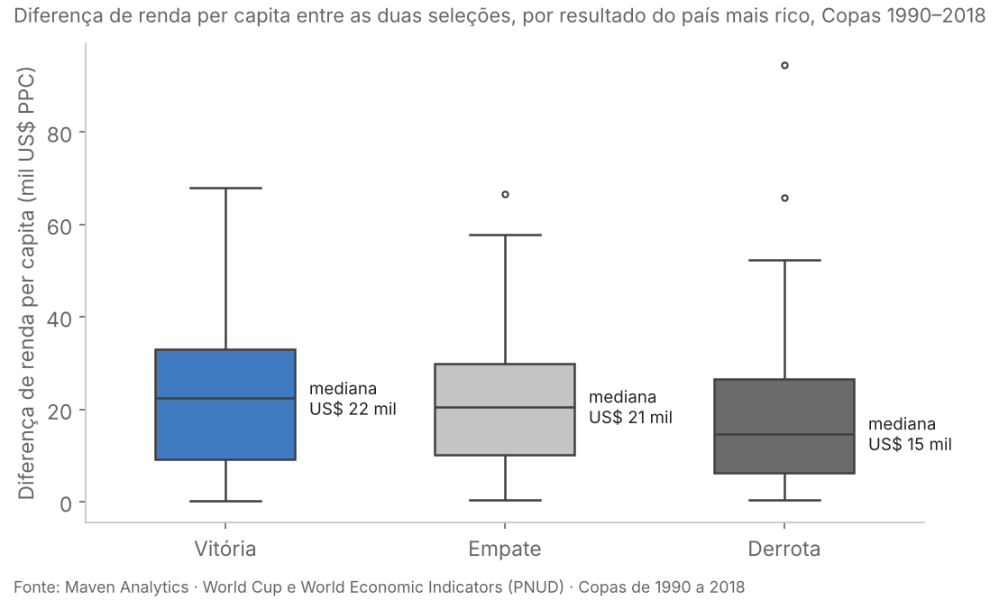 Diferença de renda per capita entre as duas seleções, por resultado do país mais rico, Copas 1990–2018
Diferença de renda per capita (mil US$ PPC)
80
60
40
20
0
mediana
US$ 22 mil
mediana
US$ 21 mil
mediana
US$ 15 mil
Vitória
Empate
Derrota
Fonte: Maven Analytics · World Cup e World Economic Indicators (PNUD) · Copas de 1990 a 2018